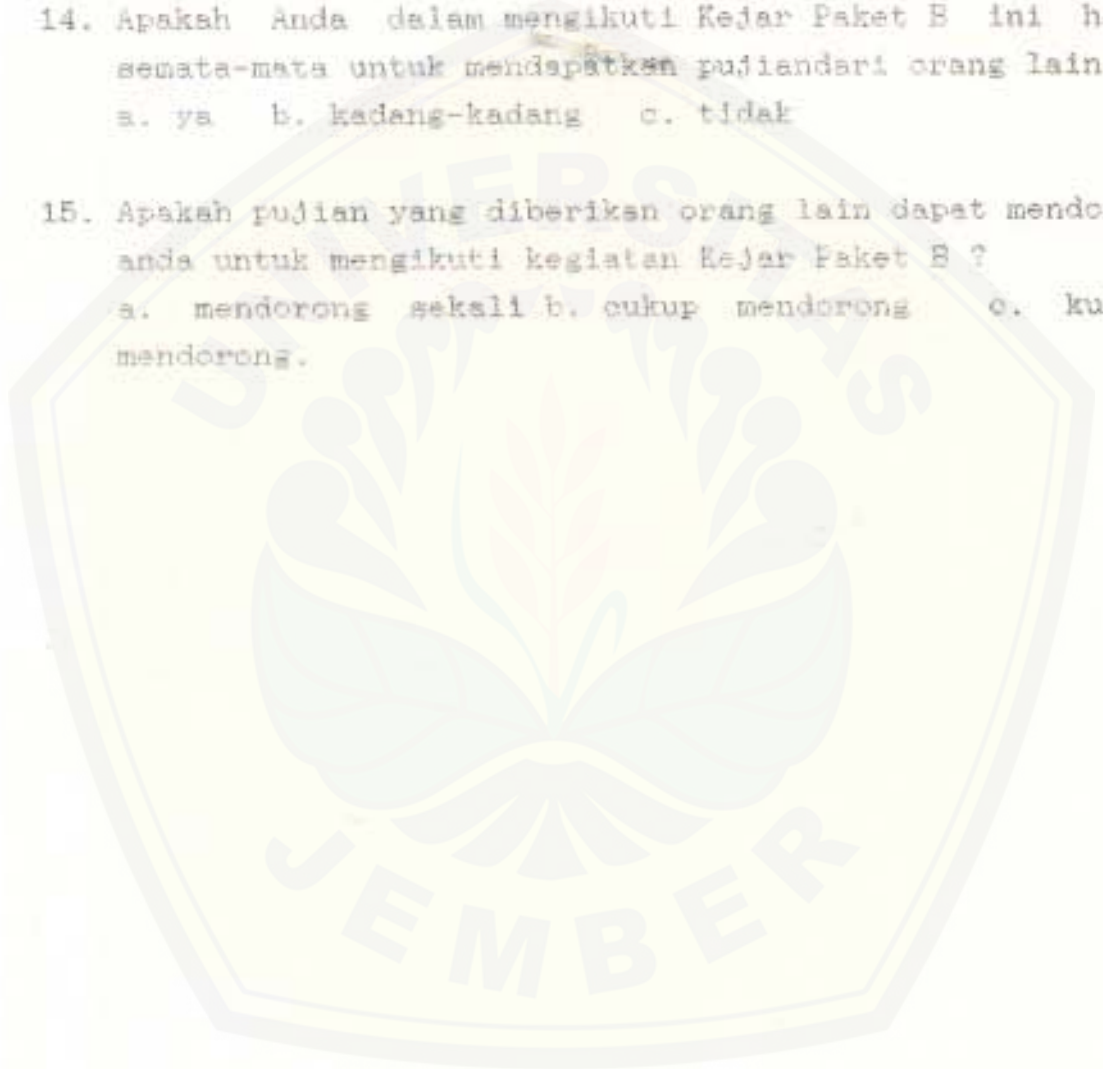 14. Apakah Anda dalam mengikuti Kejar Paket B ini h
semata-mata untuk mendapatkan pujiandari orang lain
a. ya b. kadang-kadang c. tidak
15. Apakah pujian yang diberikan orang lain dapat mendo
anda untuk mengikuti kegiatan Kejar Paket B ?
a. mendorong sekali b. cukup mendorong c. ku
mendorong.
UNIVERSITAS
JEMBER